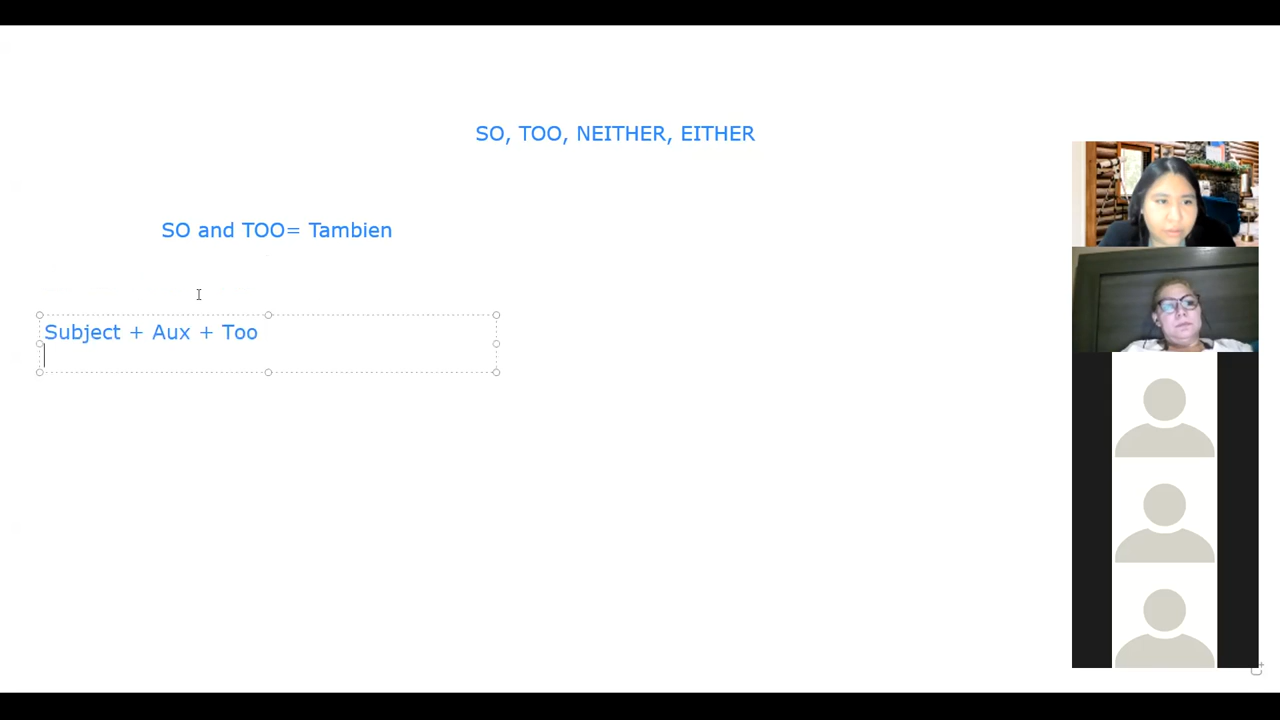 SO, TOO, NEITHER, EITHER
SO and TOO= Tambien
Subject + Aux + Too